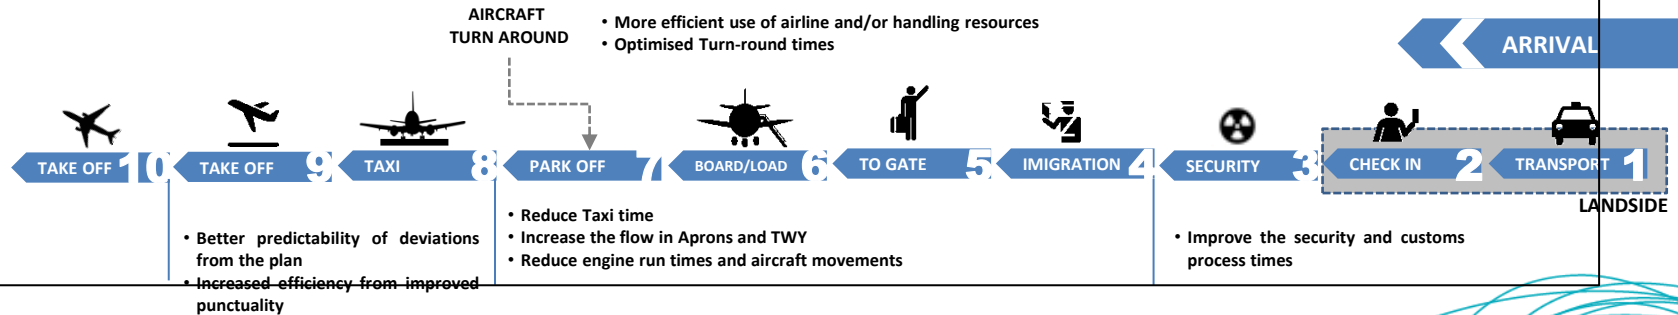 AIRCRAFT
TURN AROUND
• More efficient use of airline and/or handling resources
• Optimised Turn-round times
ARRIVAL
TAKE OFF 10
TAKE OFF 9
TAXI 8
PARK OFF 7
BOARD/LOAD 6
TO GATE 5
IMIGRATION 4
SECURITY 3
CHECK IN 2
TRANSPORT 1
LANDSIDE
• Better predictability of deviations
from the plan
• Increased efficiency from improved
punctuality
• Reduce Taxi time
• Increase the flow in Aprons and TWY
• Reduce engine run times and aircraft movements
• Improve the security and customs
process times